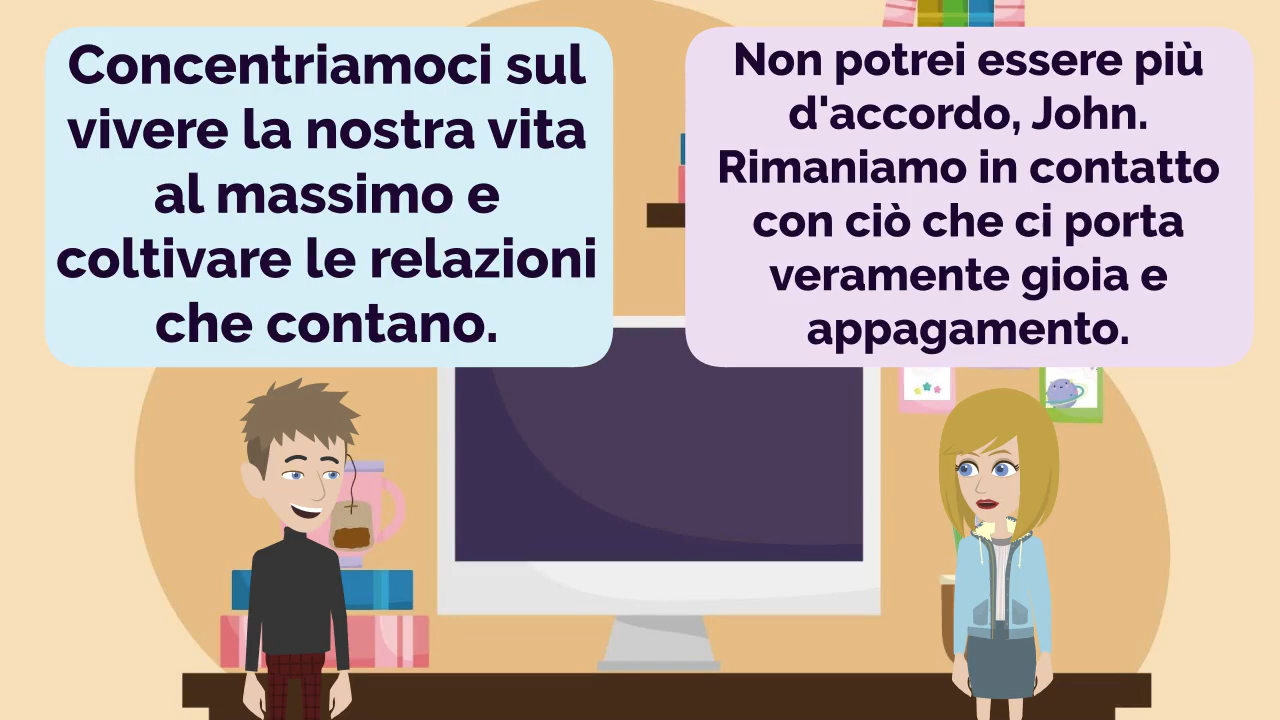 Concentriamoci sul
vivere la nostra vita
al massimo e
coltivare le relazioni
che contano.
Non potrei essere più
d'accordo, John.
Rimaniamo in contatto
con ciò che ci porta
veramente gioia e
appagamento.